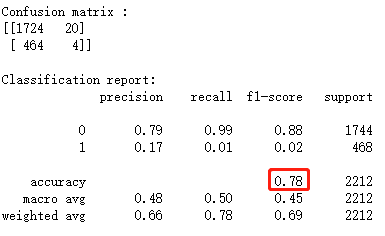 Confusion matrix :
[[1724   20]
 [ 464    4]]
Classification report:
              precision    recall  f1-score   support
           0       0.79      0.99      0.88      1744
           1       0.17      0.01      0.02       468
    accuracy                           0.78      2212
   macro avg       0.48      0.50      0.45      2212
weighted avg       0.66      0.78      0.69      2212